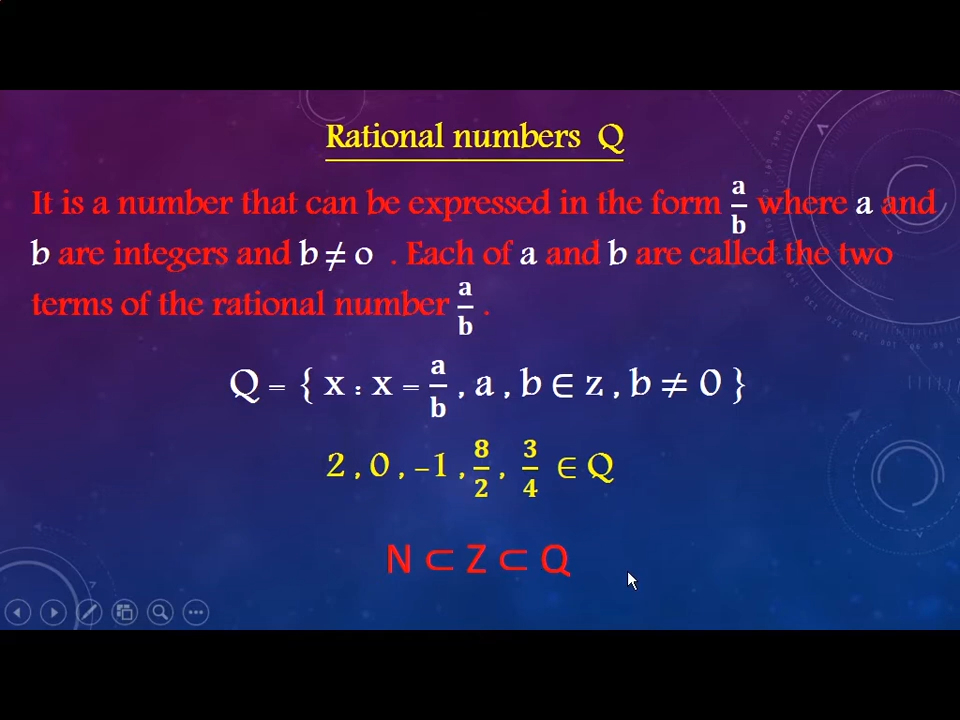 Rational numbers Q
It is a number that can be expressed in the form a/b where a and
b are integers and b ≠ 0 . Each of a and b are called the two
terms of the rational number a/b .
Q = { x : x = a/b , a , b ∈ z , b ≠ 0 }
2 , 0 , -1 , 8/2 , 3/4 ∈ Q
N ⊂ Z ⊂ Q